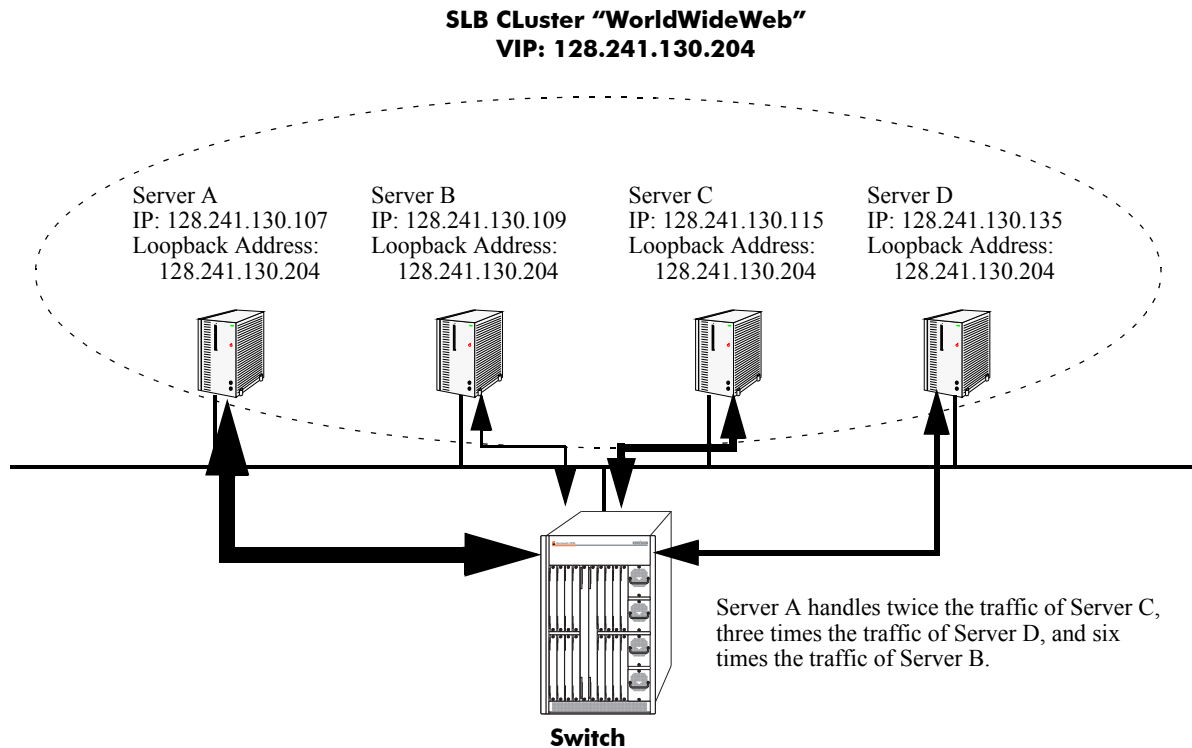 SLB CLuster “WorldWideWeb”
VIP: 128.241.130.204
Server A
IP: 128.241.130.107
Loopback Address:
128.241.130.204
Server B
IP: 128.241.130.109
Loopback Address:
128.241.130.204
Server C
IP: 128.241.130.115
Loopback Address:
128.241.130.204
Server D
IP: 128.241.130.135
Loopback Address:
128.241.130.204
Server A handles twice the traffic of Server C,
three times the traffic of Server D, and six
times the traffic of Server B.
Switch